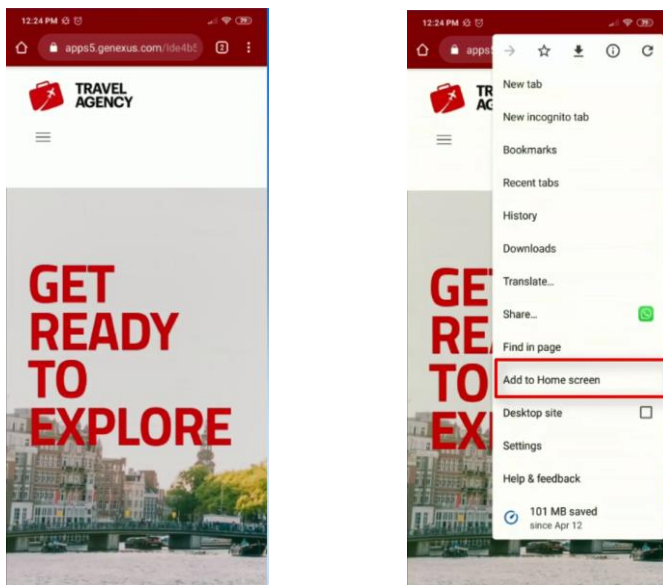 12:24 PM
apps5.genexus.com/Ide4b5
2
TRAVEL
AGENCY
GET
READY
TO
EXPLORE
12:24 PM
apps
TR
AG
GE
RE
TO
EX
New tab
New incognito tab
Bookmarks
Recent tabs
History
Downloads
Translate...
Share...
Find in page
Add to Home screen
Desktop site
Settings
Help & feedback
101 MB saved
since Apr 12